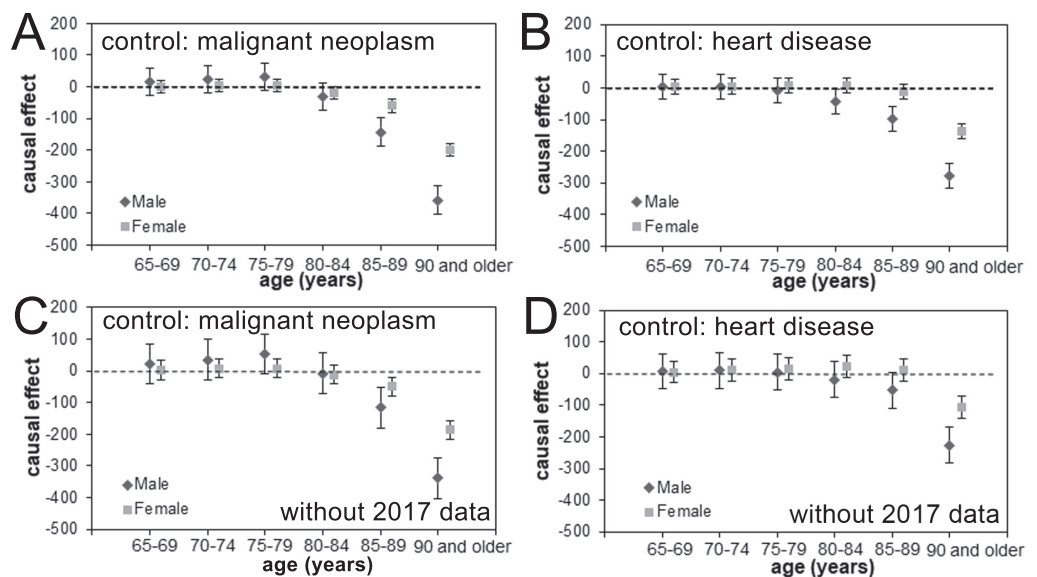 A
control: malignant neoplasm
200
100
0
-100
-200
-300
-400
-500
causal effect
Male
Female
65-69 70-74 75-79 80-84 85-89 90 and older
age (years)
B
control: heart disease
200
100
0
-100
-200
-300
-400
-500
causal effect
Male
Female
65-69 70-74 75-79 80-84 85-89 90 and older
age (years)
C
control: malignant neoplasm
200
100
0
-100
-200
-300
-400
-500
causal effect
Male
Female
without 2017 data
65-69 70-74 75-79 80-84 85-89 90 and older
age (years)
D
control: heart disease
200
100
0
-100
-200
-300
-400
-500
causal effect
Male
Female
without 2017 data
65-69 70-74 75-79 80-84 85-89 90 and older
age (years)